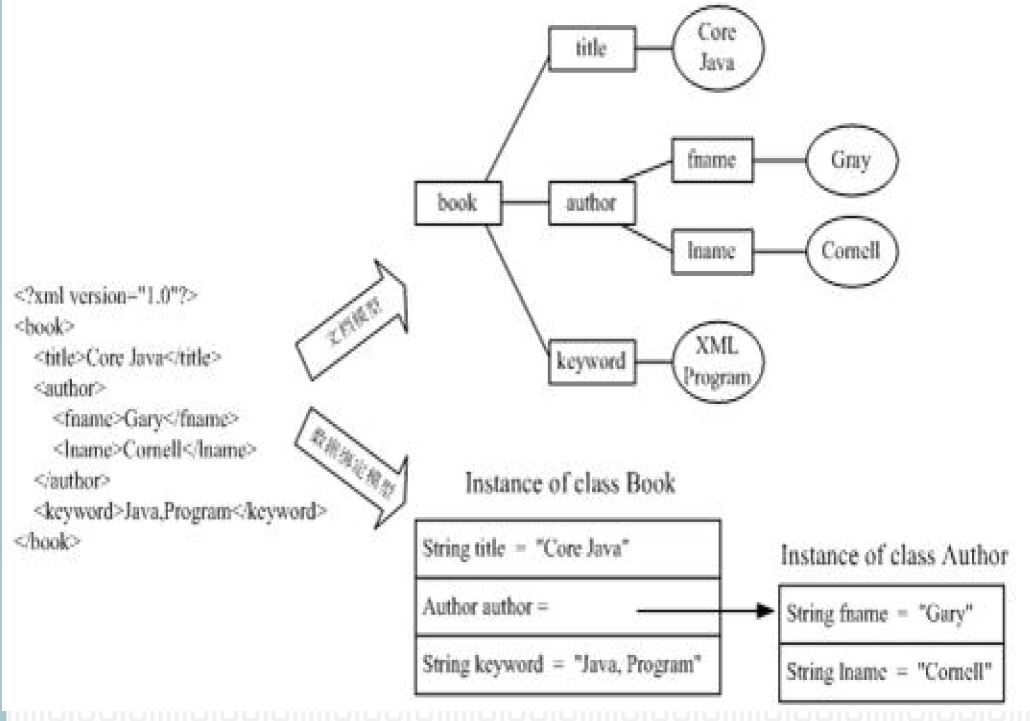 <?xml version="1.0"?>
<book>
<title>Core Java</title>
<author>
<fname>Gary</fname>
<lname>Cornell</lname>
</author>
<keyword>Java,Program</keyword>
</book>
文档模型
数据绑定模型
title
Core
Java
book
author
fname
Gray
lname
Cornell
keyword
XML
Program
Instance of class Book
String title = "Core Java"
Author author =
String keyword = "Java, Program"
Instance of class Author
String fname = "Gary"
String lname = "Cornell"